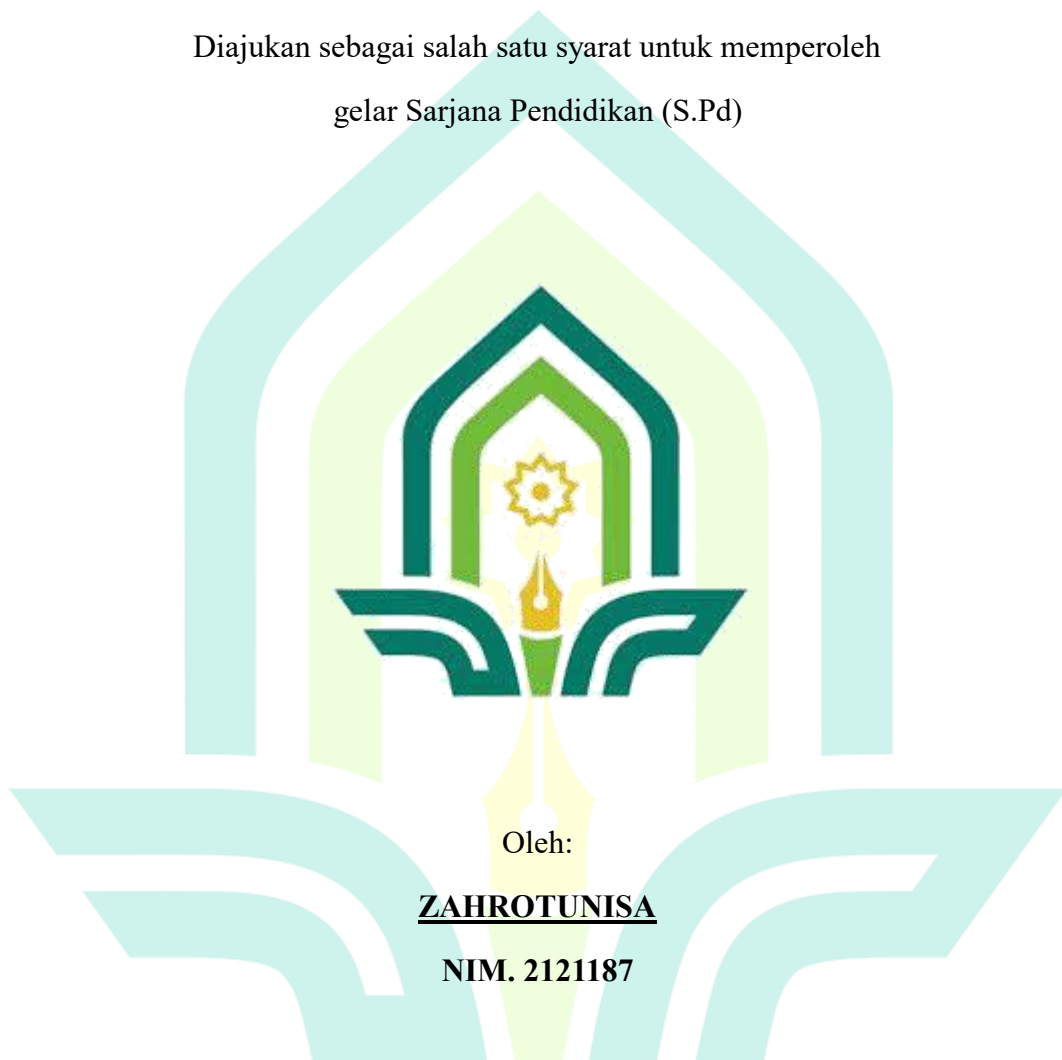 Diajukan sebagai salah satu syarat untuk memperoleh
gelar Sarjana Pendidikan (S.Pd)
Oleh:
ZAHROTUNISA
NIM. 2121187